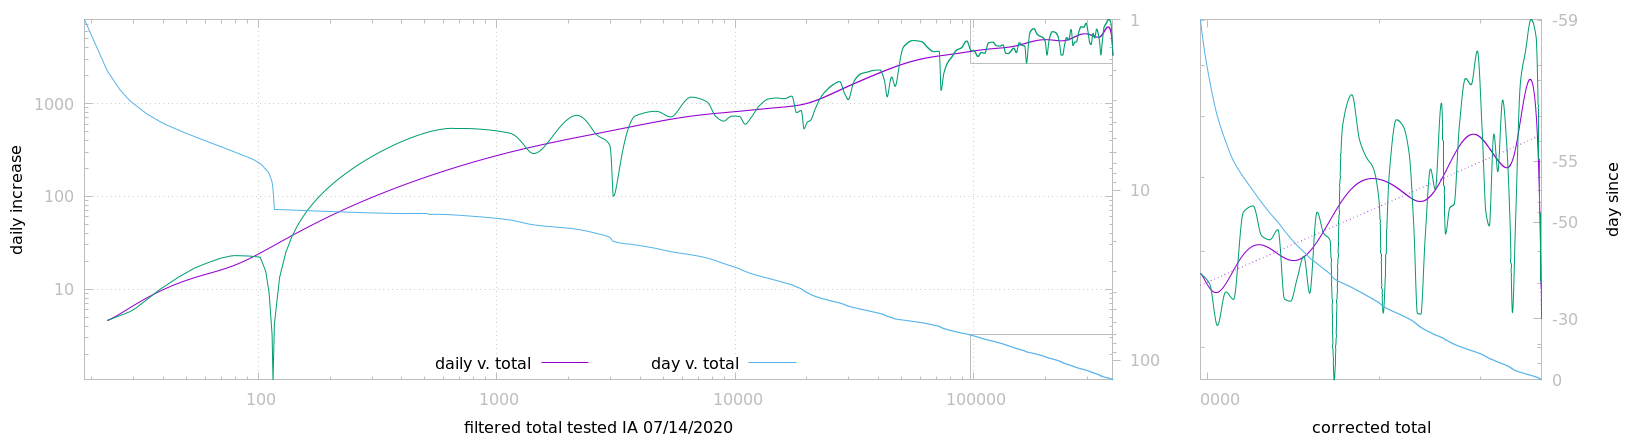 daily increase
1000
100
10
daily v. total
day v. total
100
1000
10000
100000
filtered total tested IA 07/14/2020
1
10
100
0000
corrected total
-59
-55
-50
-30
0
day since